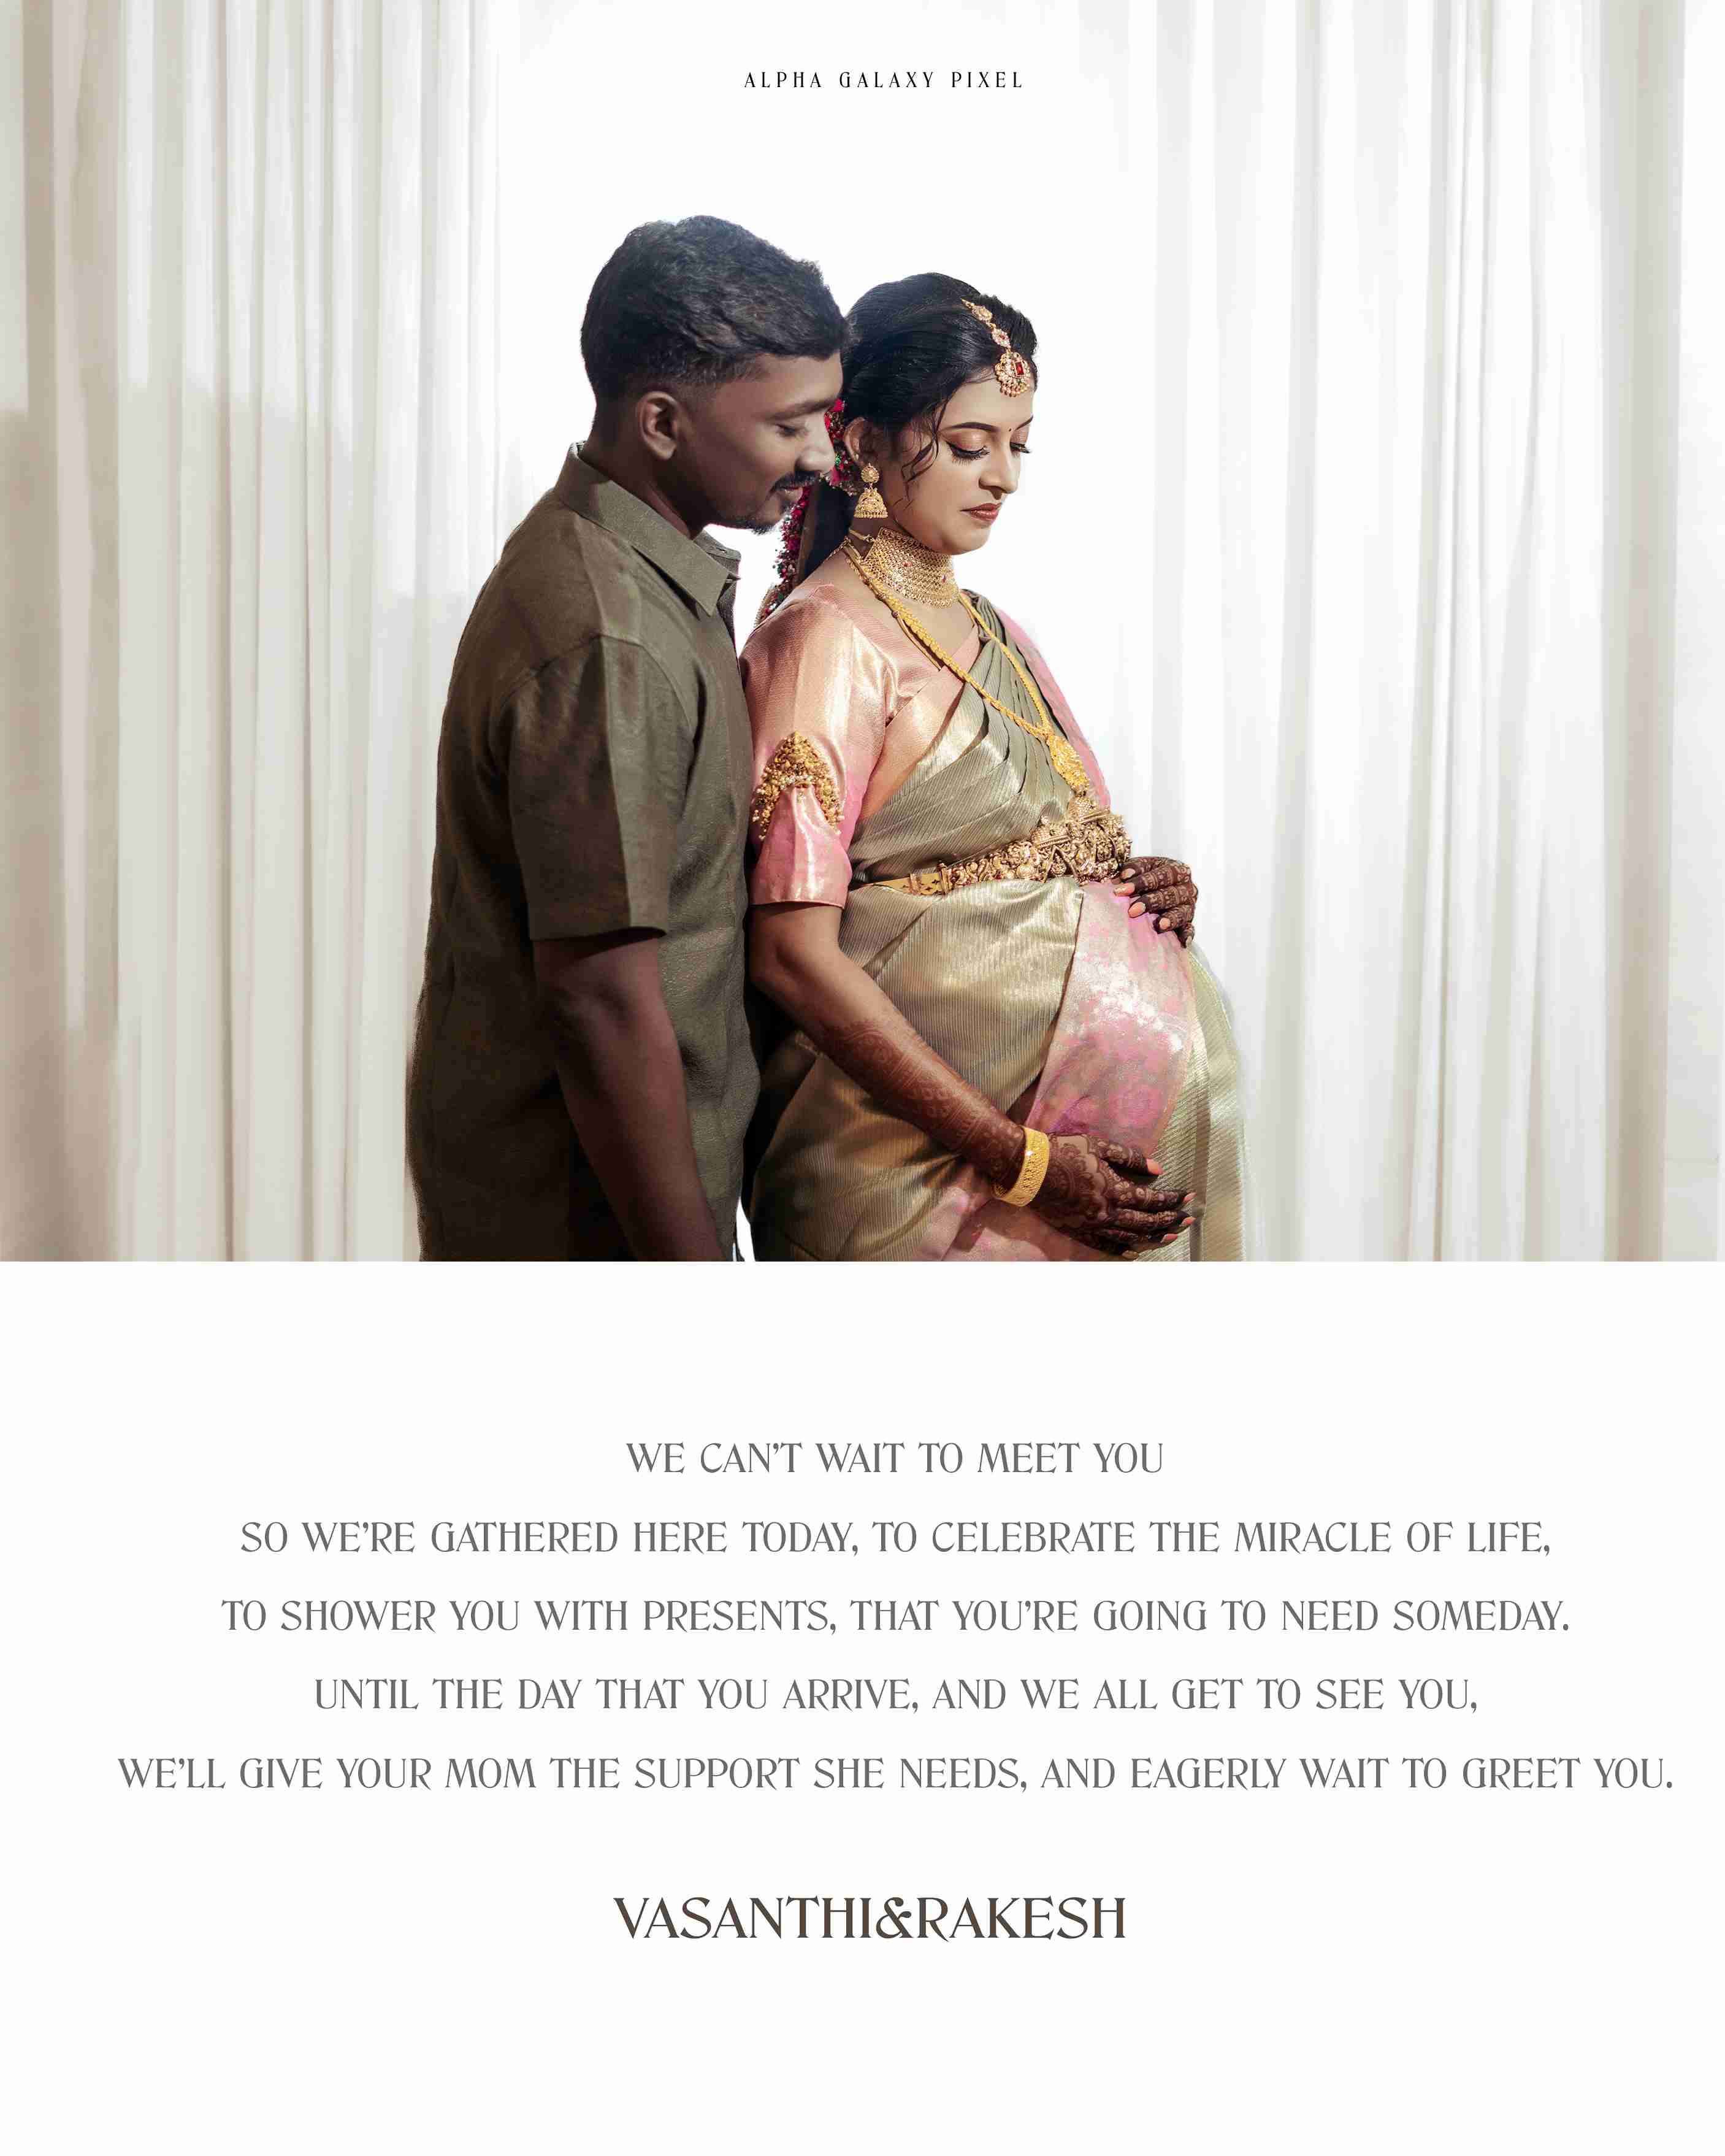 ALPHA GALAXY PIXEL
WE CAN'T WAIT TO MEET YOU
SO WE'RE GATHERED HERE TODAY, TO CELEBRATE THE MIRACLE OF LIFE,
TO SHOWER YOU WITH PRESENTS, THAT YOU'RE GOING TO NEED SOMEDAY.
UNTIL THE DAY THAT YOU ARRIVE, AND WE ALL GET TO SEE YOU,
WE'LL GIVE YOUR MOM THE SUPPORT SHE NEEDS, AND EAGERLY WAIT TO GREET YOU.
VASANTHI&RAKESH